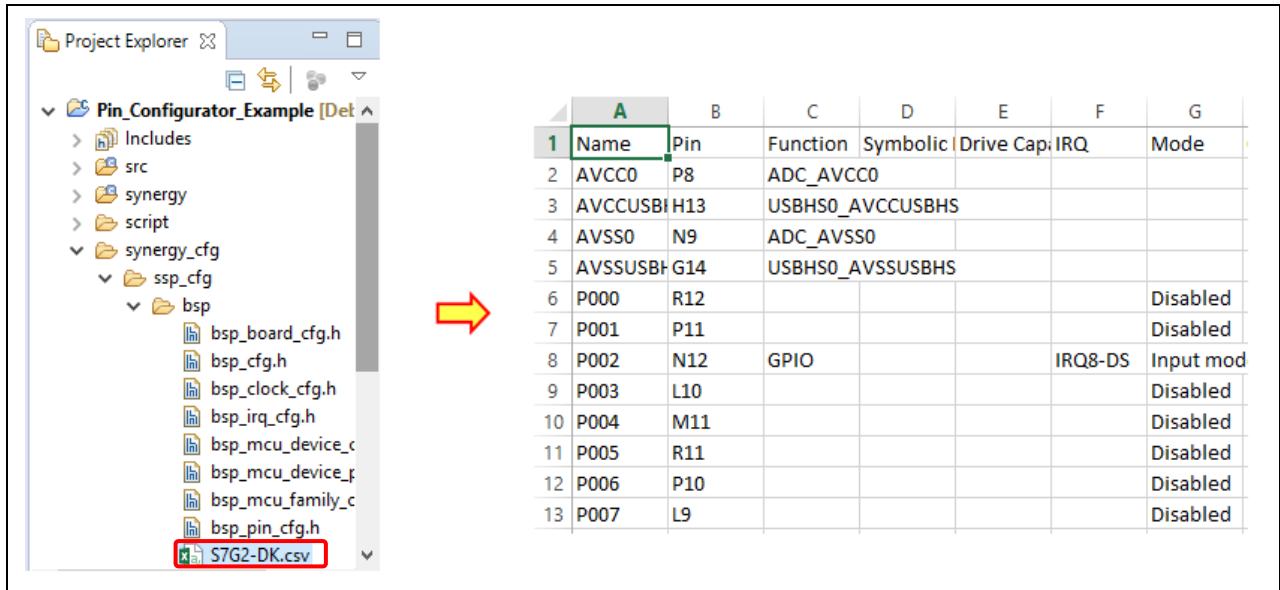 Project Explorer
Pin_Configurator_Example [Det
Includes
src
synergy
script
synergy_cfg
ssp_cfg
bsp
bsp_board_cfg.h
bsp_cfg.h
bsp_clock_cfg.h
bsp_irq_cfg.h
bsp_mcu_device_c
bsp_mcu_device_p
bsp_mcu_family_c
bsp_pin_cfg.h
S7G2-DK.csv
A B C D E F G
1 Name Pin Function Symbolic Drive Capa IRQ Mode
2 AVCC0 P8 ADC_AVCC0
3 AVCCUSBH H13 USBHS0_AVCCUSBHS
4 AVSS0 N9 ADC_AVSS0
5 AVSSUSBH G14 USBHS0_AVSSUSBHS
6 P000 R12 Disabled
7 P001 P11 Disabled
8 P002 N12 GPIO IRQ8-DS Input mod
9 P003 L10 Disabled
10 P004 M11 Disabled
11 P005 R11 Disabled
12 P006 P10 Disabled
13 P007 L9 Disabled